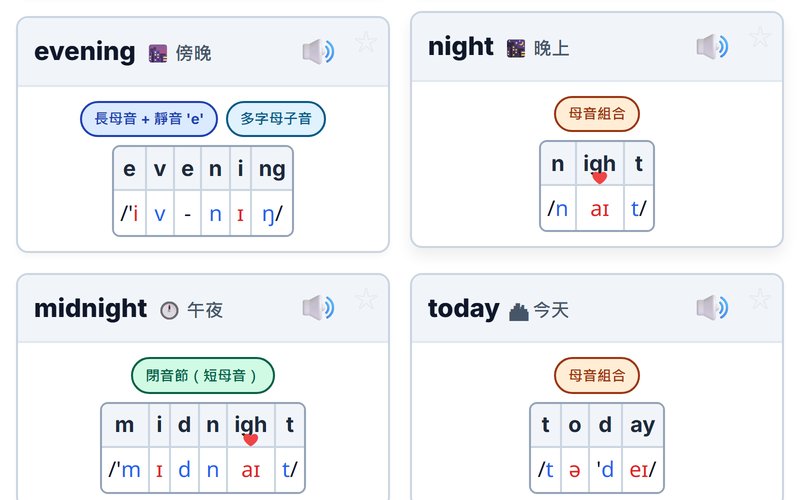 evening 傍晚
長母音 + 靜音 'e' 多字母子音
e v e n i ng
/'i v - n ɪ ŋ/
night 晚上
母音組合
n igh t
/n aɪ t/
midnight 午夜
閉音節 ( 短母音 )
m i d n igh t
/'m ɪ d n aɪ t/
today 今天
母音組合
t o d ay
/t ə 'd eɪ/